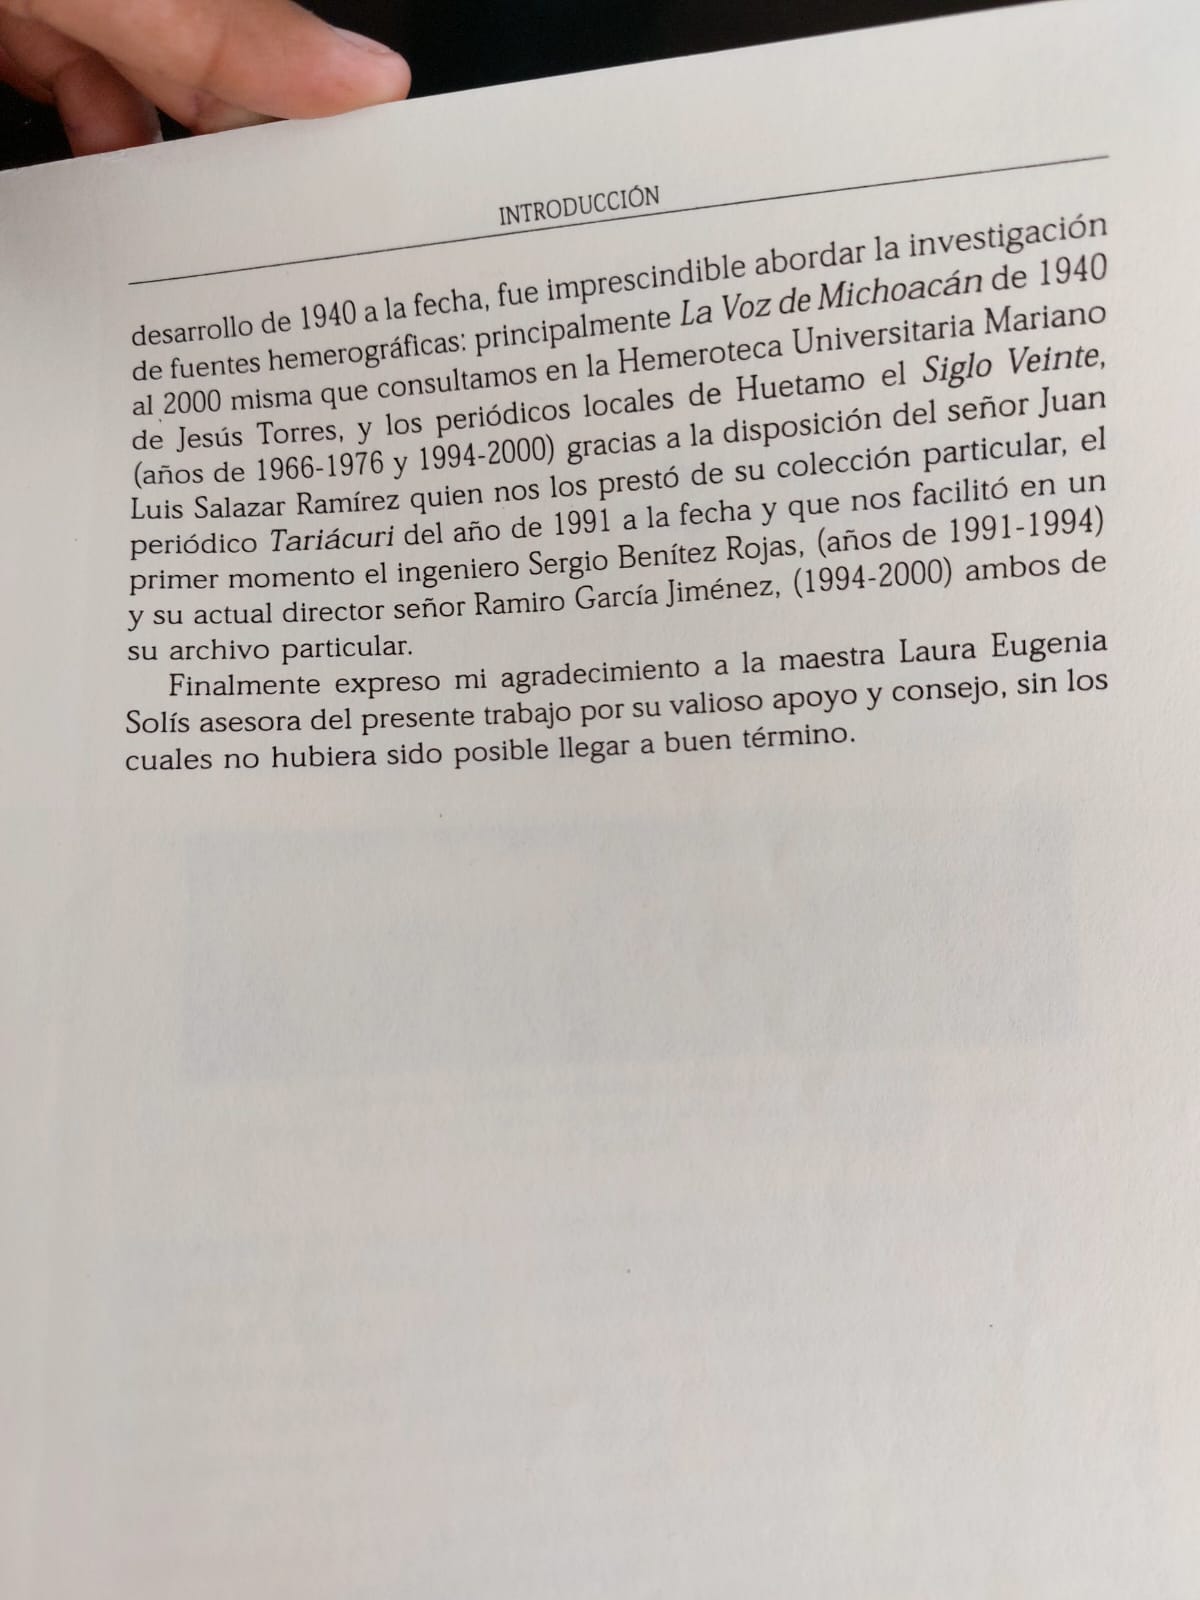 INTRODUCCIÓN
desarrollo de 1940 a la fecha, fue imprescindible abordar la investigación
de fuentes hemerográficas: principalmente La Voz de Michoacán de 1940
al 2000 misma que consultamos en la Hemeroteca Universitaria Mariano
de Jesús Torres, y los periódicos locales de Huetamo el Siglo Veinte,
(años de 1966-1976 y 1994-2000) gracias a la disposición del señor Juan
Luis Salazar Ramírez quien nos los prestó de su colección particular, el
periódico Tariácuri del año de 1991 a la fecha y que nos facilitó en un
primer momento el ingeniero Sergio Benítez Rojas, (años de 1991-1994)
y su actual director señor Ramiro García Jiménez, (1994-2000) ambos de
su archivo particular.
Finalmente expreso mi agradecimiento a la maestra Laura Eugenia
Solís asesora del presente trabajo por su valioso apoyo y consejo, sin los
cuales no hubiera sido posible llegar a buen término.